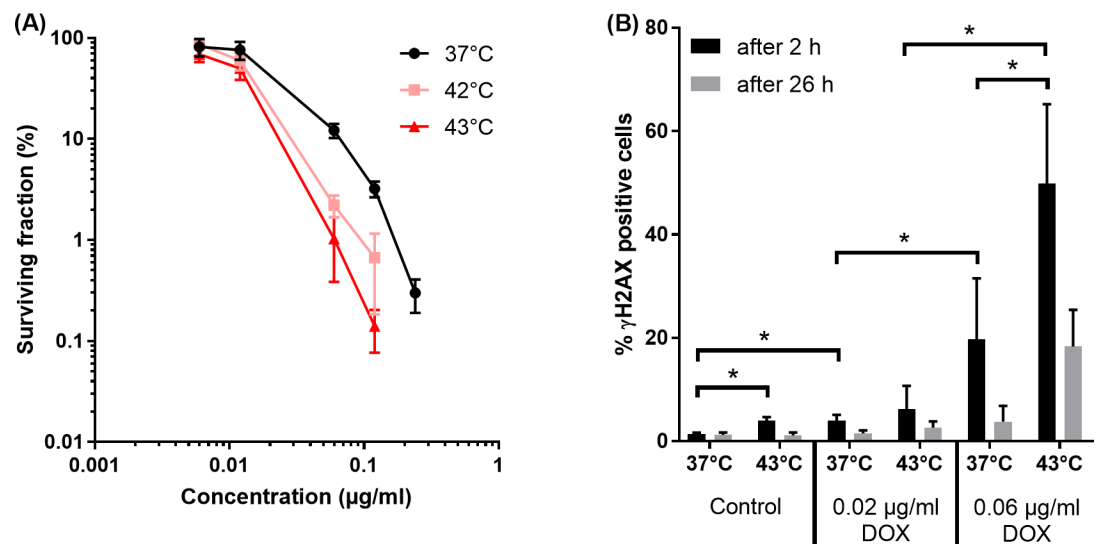 (A)
Surviving fraction (%)
100
10
1
0.1
0.01
0.001
0.01
0.1
1
Concentration (µg/ml)
37°C
42°C
43°C
(B)
% γH2AX positive cells
80
60
40
20
0
after 2 h
after 26 h
*
*
*
*
*
37°C 43°C 37°C 43°C 37°C 43°C
Control
0.02 µg/ml
DOX
0.06 µg/ml
DOX